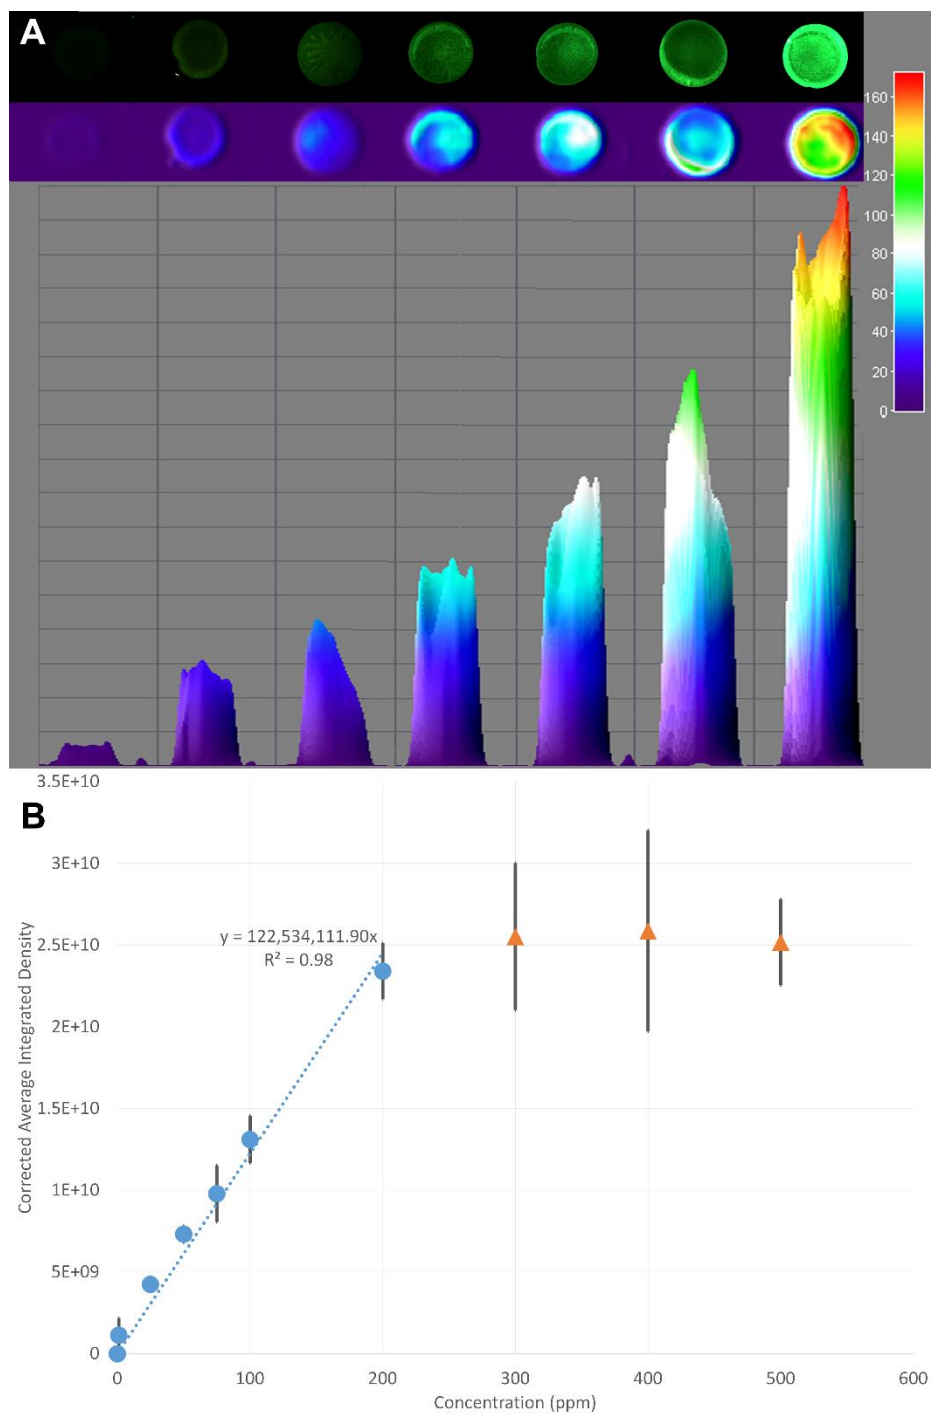 A
160
140
120
100
80
60
40
20
0
3.5E+10
B
3E+10
y = 122,534,111.90x
R² = 0.98
2.5E+10
2E+10
1.5E+10
1E+10
5E+09
0
Corrected Average Integrated Density
0 100 200 300 400 500 600
Concentration (ppm)